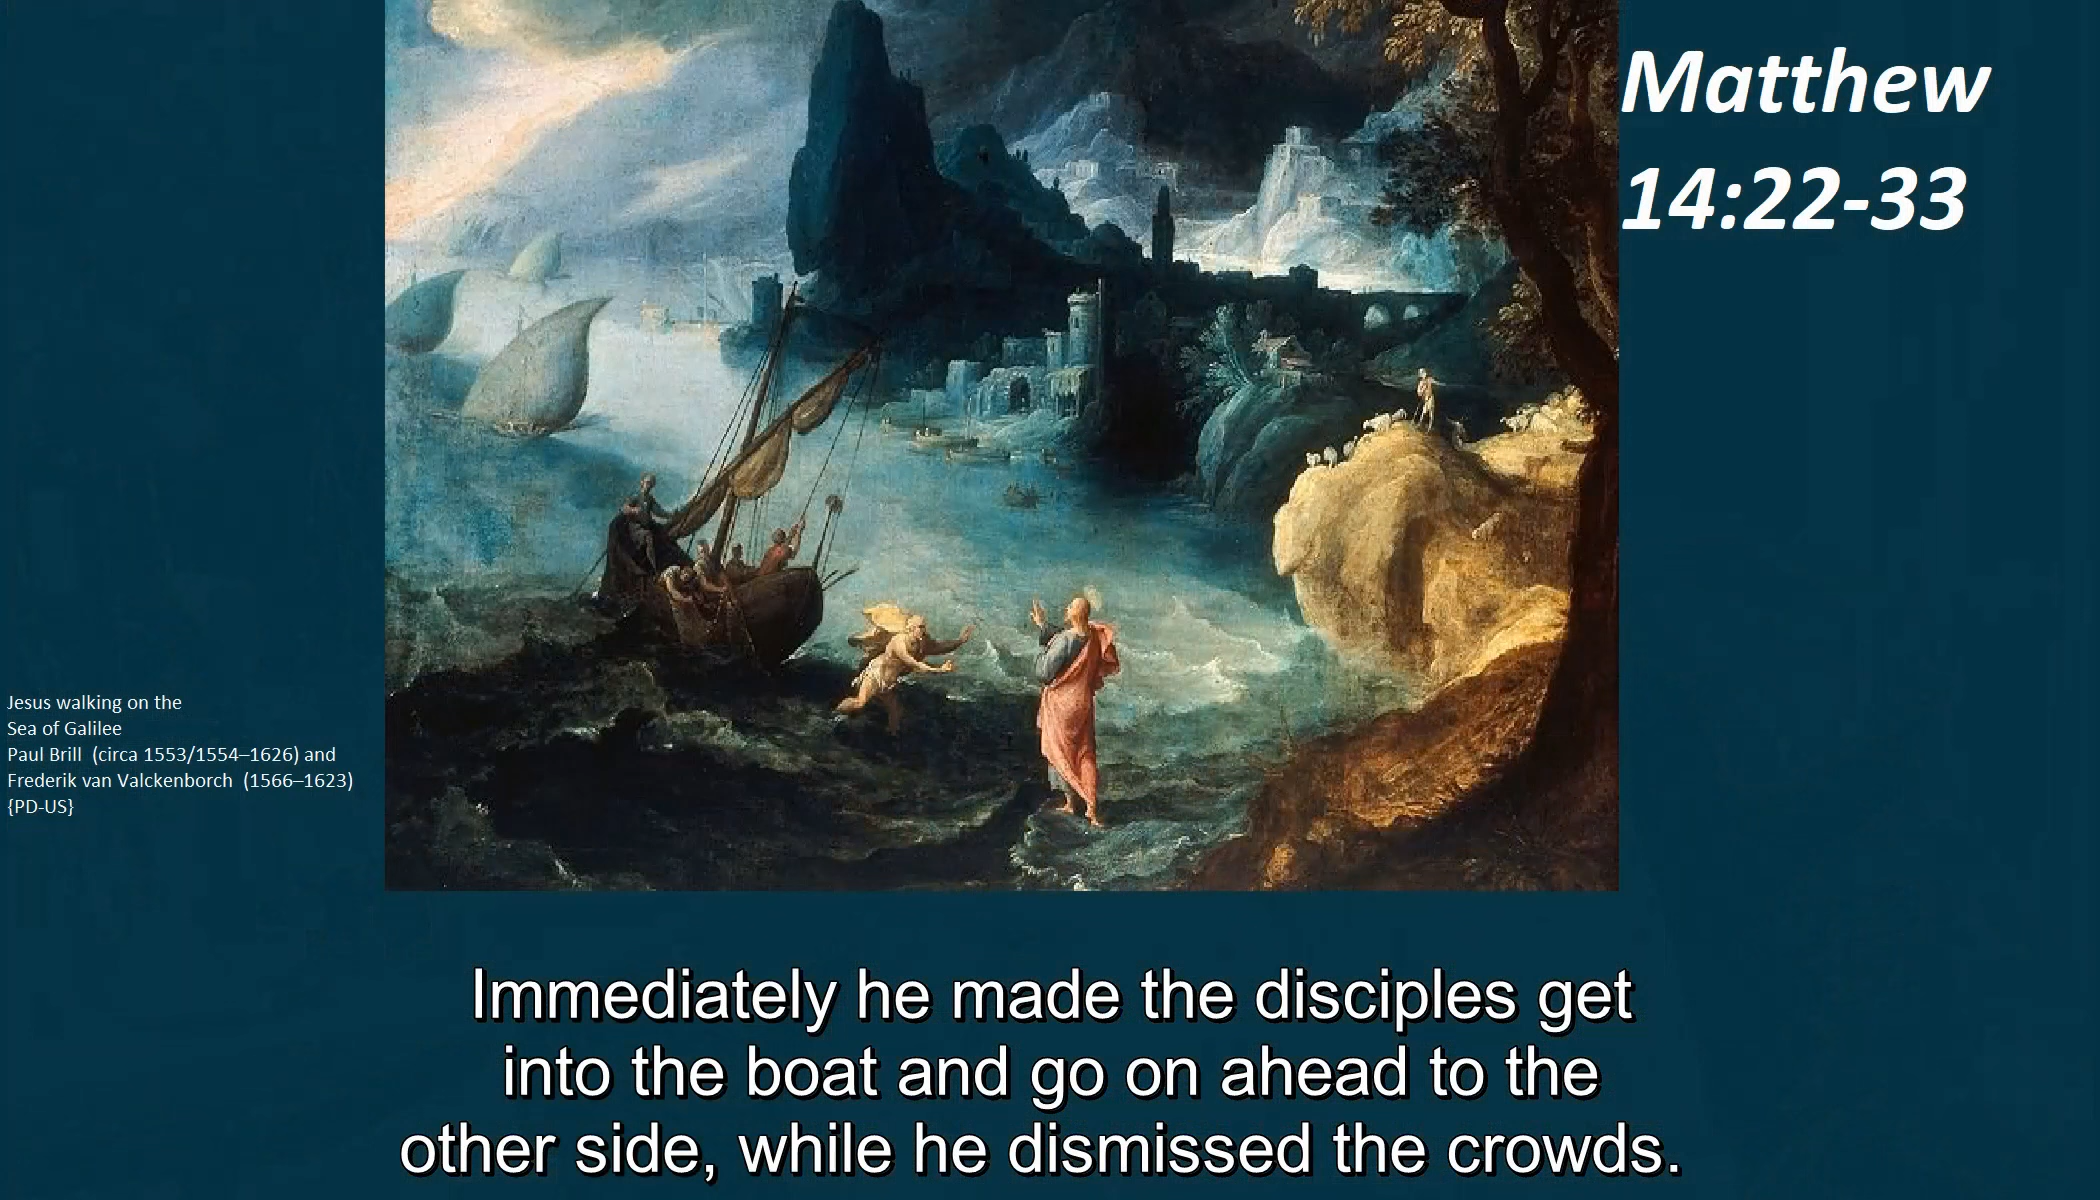 Matthew
14:22-33
Jesus walking on the
Sea of Galilee
Paul Brill (circa 1553/1554–1626) and
Frederik van Valckenborch (1566–1623)
{PD-US}
Immediately he made the disciples get
into the boat and go on ahead to the
other side, while he dismissed the crowds.